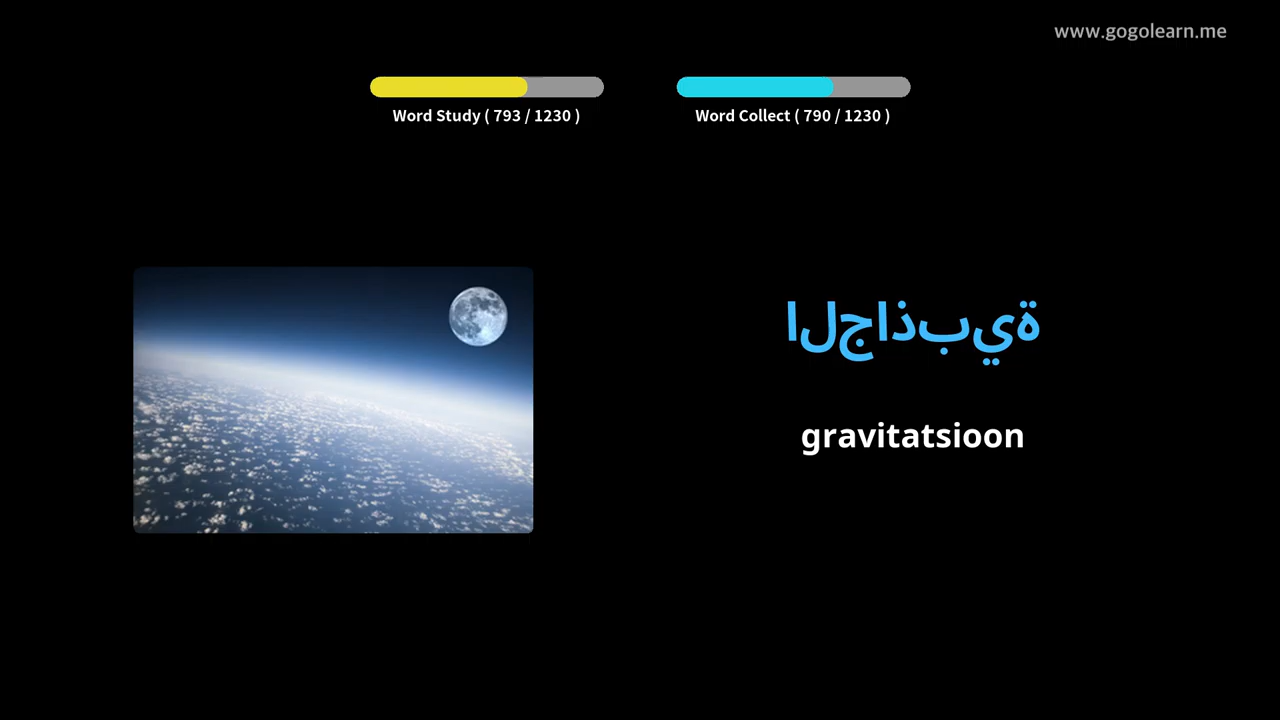 www.gogolearn.me
Word Study ( 793 / 1230 )
Word Collect ( 790 / 1230 )
الجاذبية
gravitatsioon